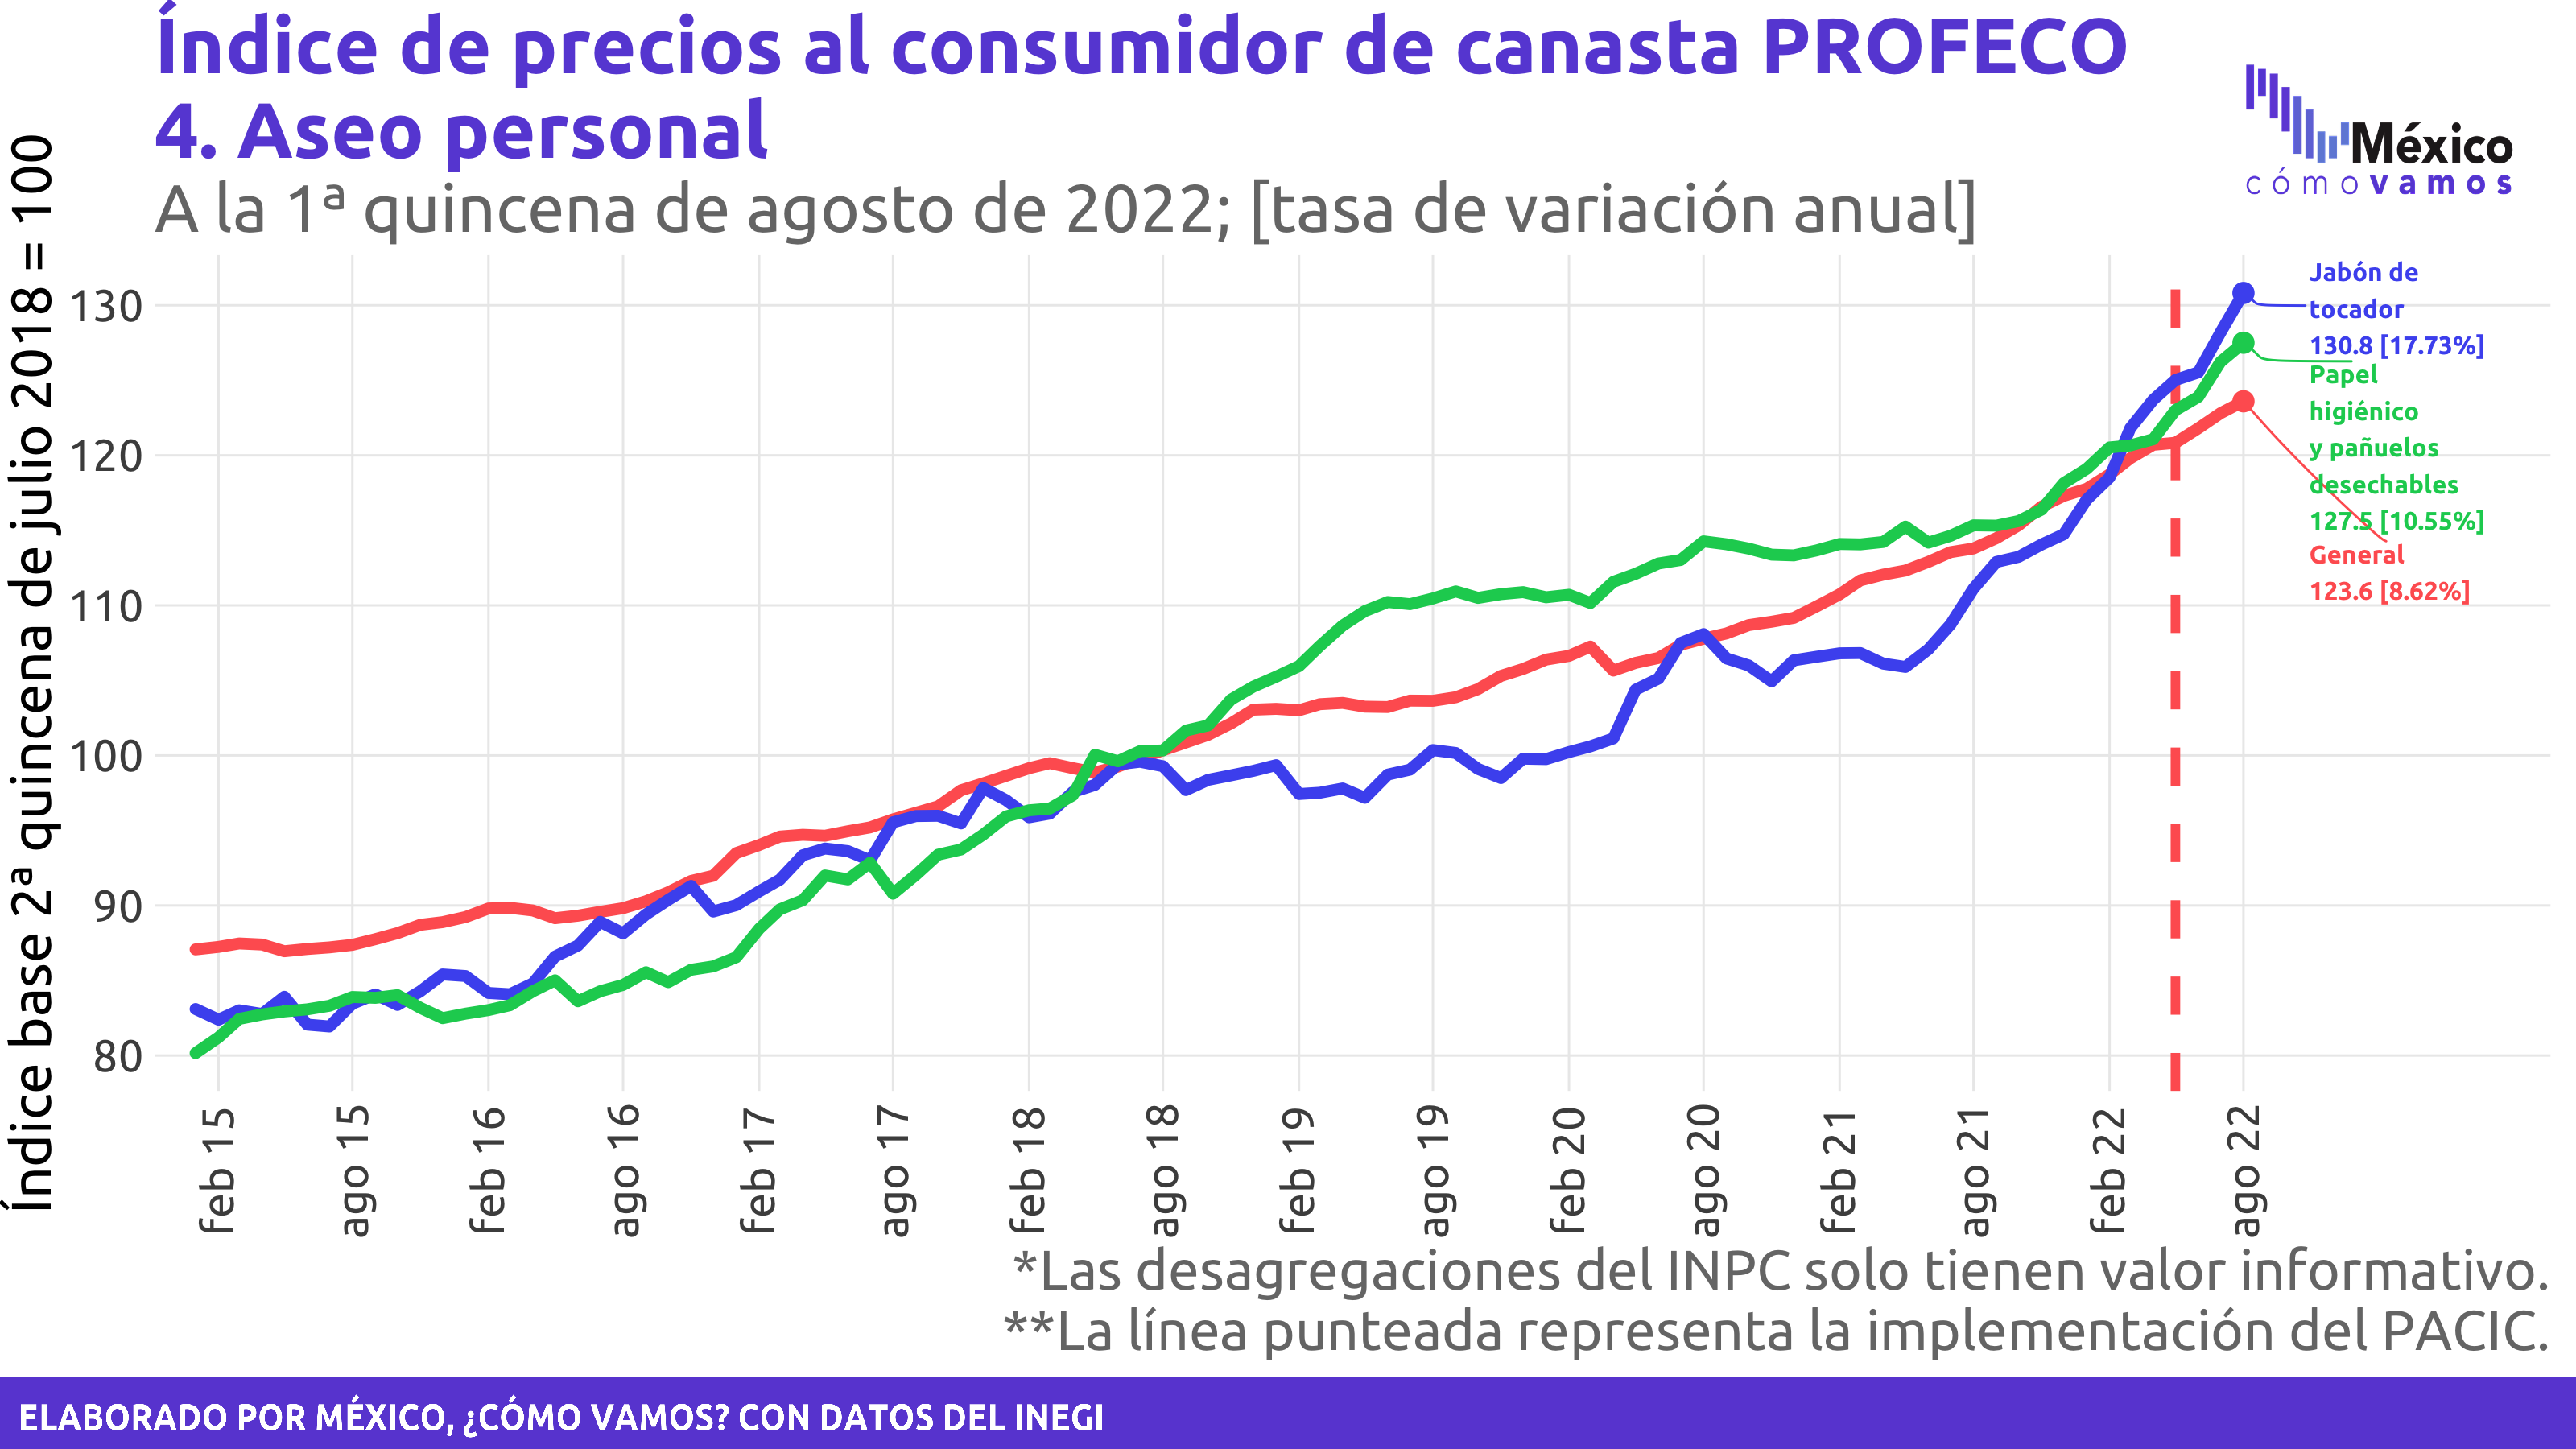 Índice de precios al consumidor de canasta PROFECO
4. Aseo personal
A la 1ª quincena de agosto de 2022; [tasa de variación anual]
México
cómo vamos
Índice base 2ª quincena de julio 2018 = 100
130
120
110
100
90
80
Jabón de
tocador
130.8 [17.73%]
Papel
higiénico
y pañuelos
desechables
127.5 [10.55%]
General
123.6 [8.62%]
feb 15
ago 15
feb 16
ago 16
feb 17
ago 17
feb 18
ago 18
feb 19
ago 19
feb 20
ago 20
feb 21
ago 21
feb 22
ago 22
*Las desagregaciones del INPC solo tienen valor informativo.
**La línea punteada representa la implementación del PACIC.
ELABORADO POR MÉXICO, ¿CÓMO VAMOS? CON DATOS DEL INEGI